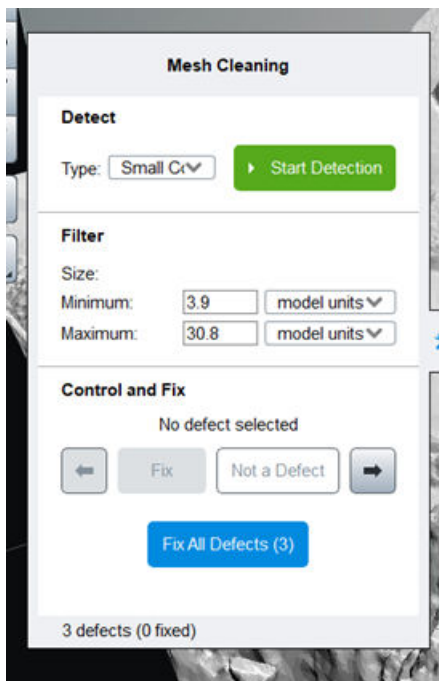 Mesh Cleaning
Detect
Type: Small Start Detection
Filter
Size:
Minimum: 3.9 model units
Maximum: 30.8 model units
Control and Fix
No defect selected
Fix Not a Defect
Fix All Defects (3)
3 defects (0 fixed)